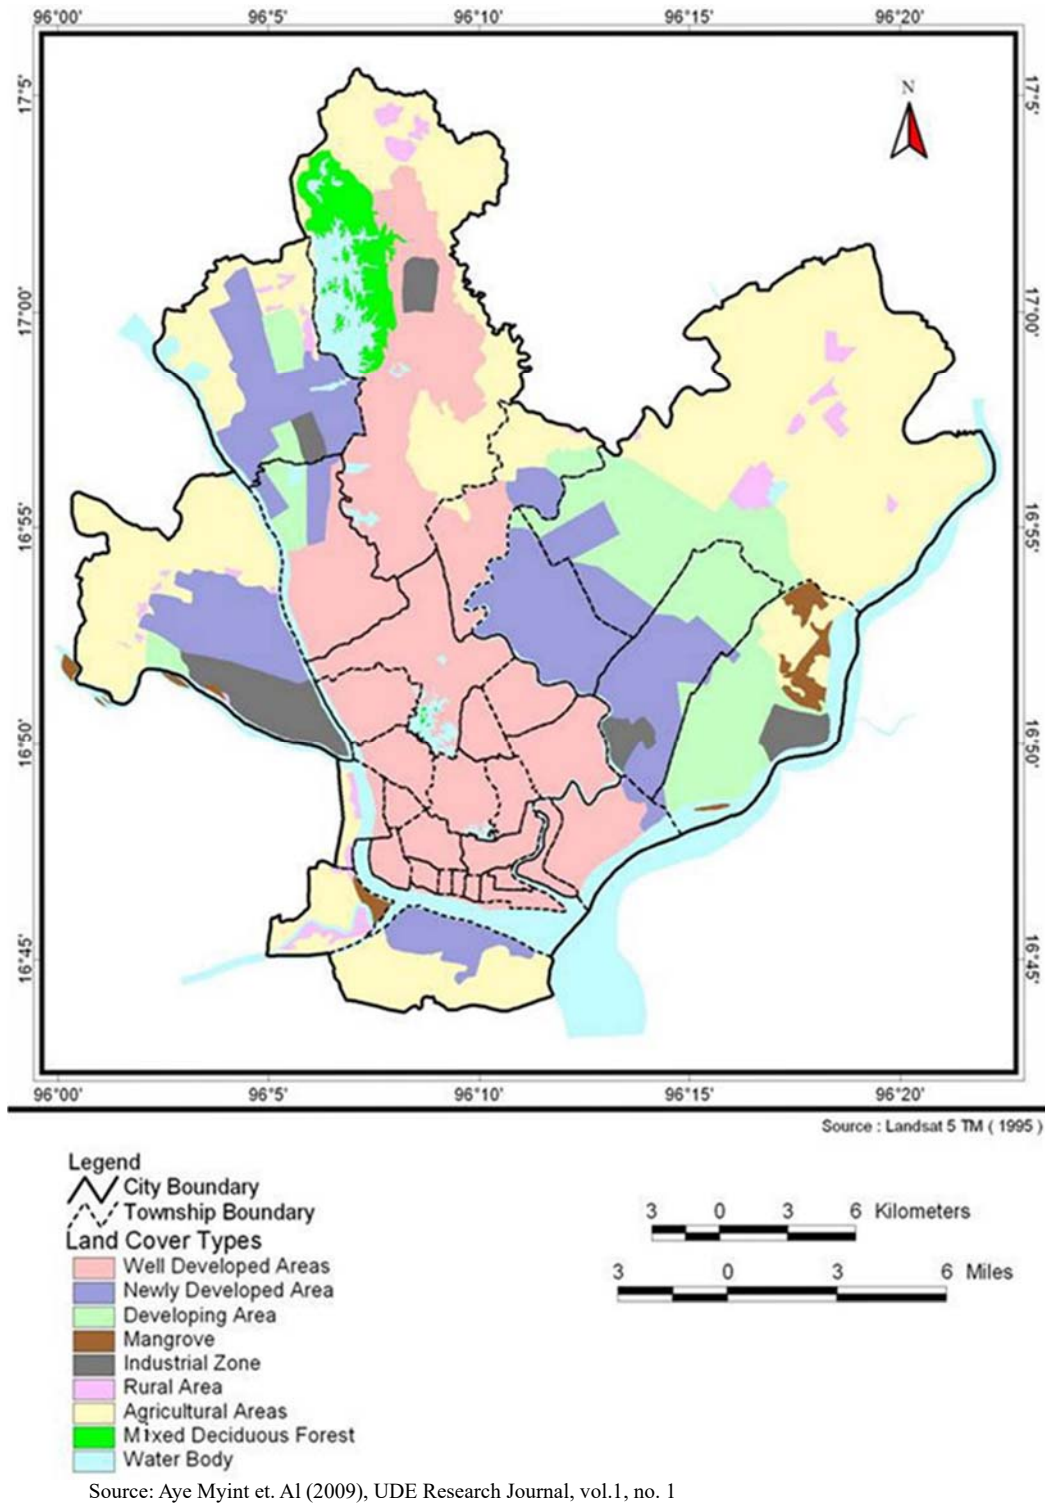 96°00' 96°5' 96°10' 96°15' 96°20'
17°5' 17°5'
N
17°00' 17°00'
16°55' 16°55'
16°50' 16°50'
16°45' 16°45'
96°00' 96°5' 96°10' 96°15' 96°20'
Source : Landsat 5 TM ( 1995 )
Legend
City Boundary
Township Boundary
Land Cover Types
Well Developed Areas
Newly Developed Area
Developing Area
Mangrove
Industrial Zone
Rural Area
Agricultural Areas
Mixed Deciduous Forest
Water Body
3 0 3 6 Kilometers
3 0 3 6 Miles
Source: Aye Myint et. Al (2009), UDE Research Journal, vol.1, no. 1